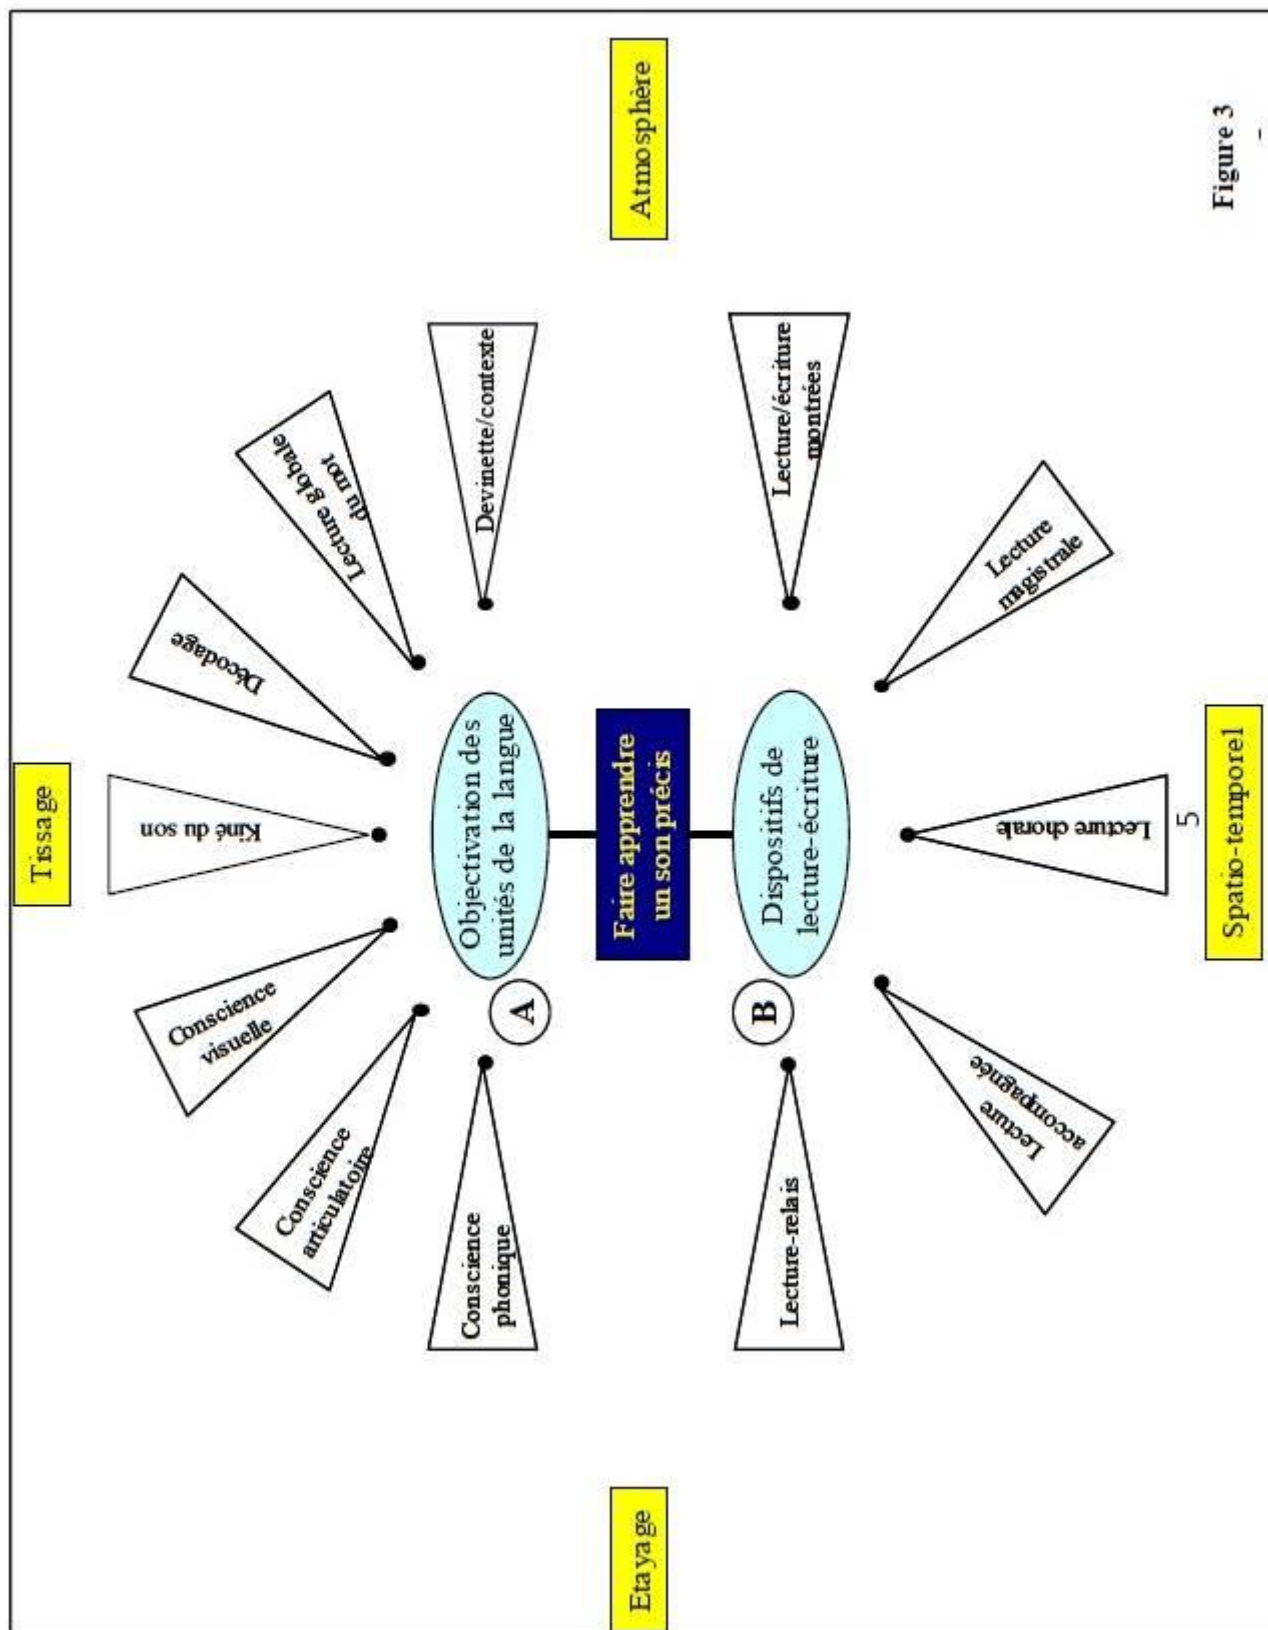 Tissage
Kiné du son
Conscience
visuelle
Décodage
Conscience
articulatoire
Lecture globale
du mot
Conscience
phonique
Devinette/contexte
Objectivation des
unités de la langue
A
Etayage
Faire apprendre
un son précis
Atmosphère
B
Dispositifs de
lecture-écriture
Lecture-relais
Lecture/écriture
montrées
Lecture
accompagnée
Lecture chorale
Lecture
magistrale
5
Spatio-temporel
Figure 3